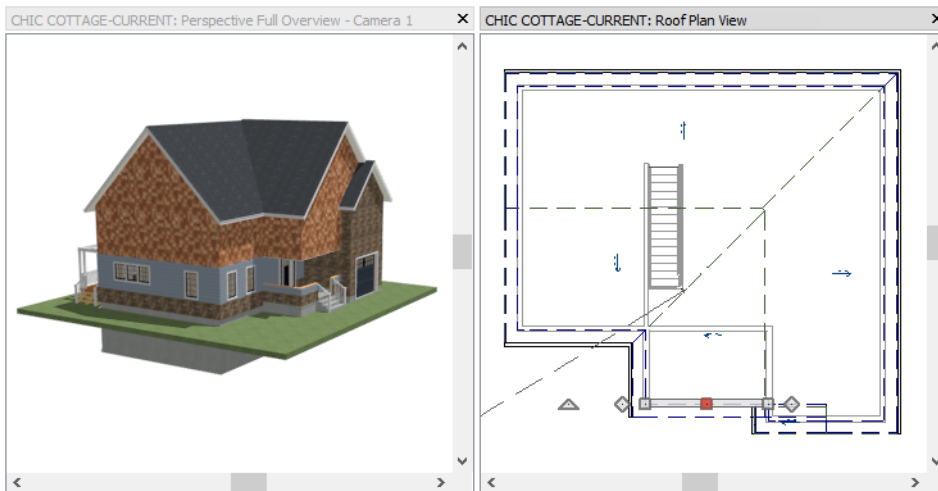 CHIC COTTAGE-CURRENT: Perspective Full Overview - Camera 1
CHIC COTTAGE-CURRENT: Roof Plan View